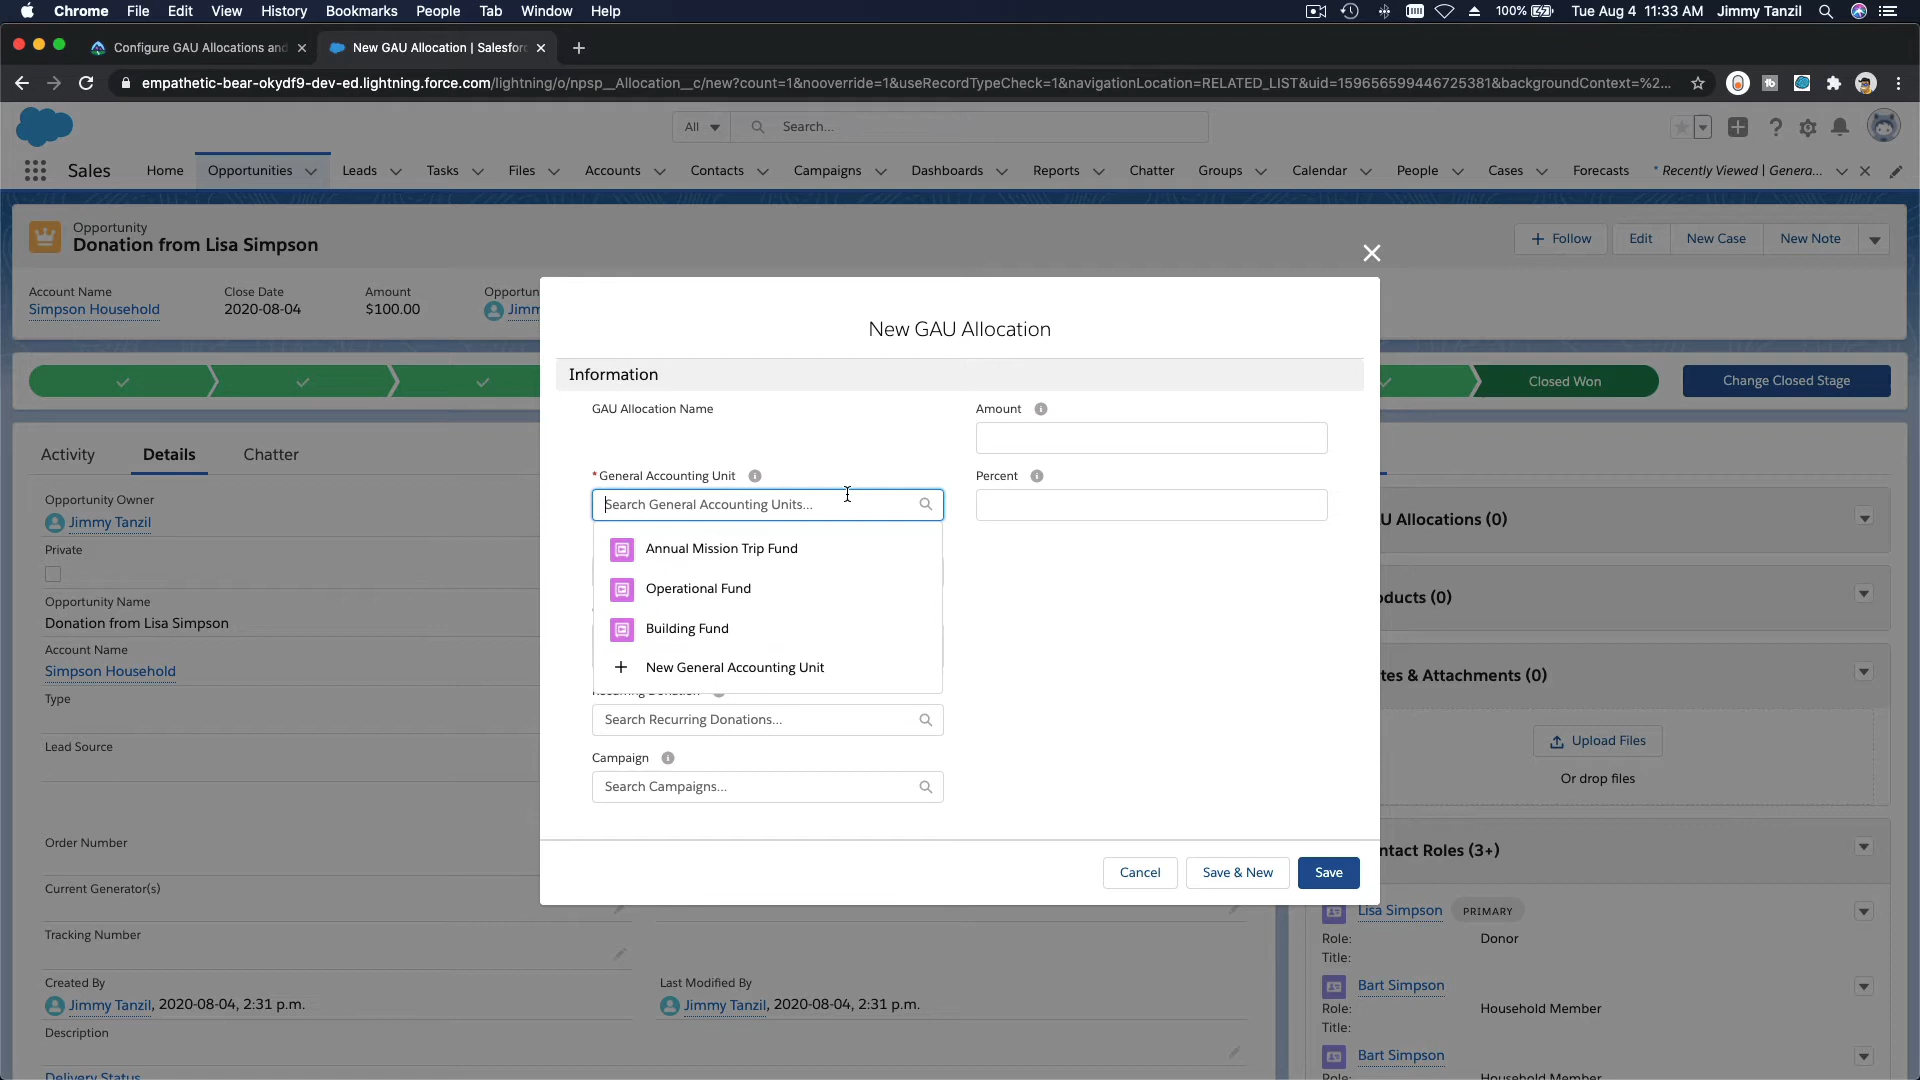 Chrome File Edit View History Bookmarks People Tab Window Help 100% Tue Aug 4 11:33 AM Jimmy Tanzil
Configure GAU Allocations and New GAU Allocation | Salesforc
empathetic-bear-okydf9-dev-ed.lightning.force.com/lightning/o/npsp__Allocation__c/new?count=1&nooverride=1&useRecordTypeCheck=1&navigationLocation=RELATED_LIST&uid=159656599446725381&backgroundContext=%2...
All Search...
Sales Home Opportunities Leads Tasks Files Accounts Contacts Campaigns Dashboards Reports Chatter Groups Calendar People Cases Forecasts * Recently Viewed | Genera...
Opportunity
Donation from Lisa Simpson
+ Follow Edit New Case New Note
Account Name Close Date Amount Opportun
Simpson Household 2020-08-04 $100.00 Jimm
New GAU Allocation
Closed Won Change Closed Stage
Information
GAU Allocation Name Amount
*General Accounting Unit Percent
Search General Accounting Units...
Annual Mission Trip Fund
Operational Fund
Building Fund
+ New General Accounting Unit
Recurring Donation
Search Recurring Donations...
Campaign
Search Campaigns...
Cancel Save & New Save
Activity Details Chatter
Opportunity Owner
Jimmy Tanzil
Private
Opportunity Name
Donation from Lisa Simpson
Account Name
Simpson Household
Type
Lead Source
Order Number
Current Generator(s)
Tracking Number
Created By Last Modified By
Jimmy Tanzil, 2020-08-04, 2:31 p.m. Jimmy Tanzil, 2020-08-04, 2:31 p.m.
Description
Delivery Status
U Allocations (0)
ducts (0)
tes & Attachments (0)
Upload Files
Or drop files
ntact Roles (3+)
Lisa Simpson PRIMARY
Role: Donor
Title:
Bart Simpson
Role: Household Member
Title:
Bart Simpson
Role: Household Member